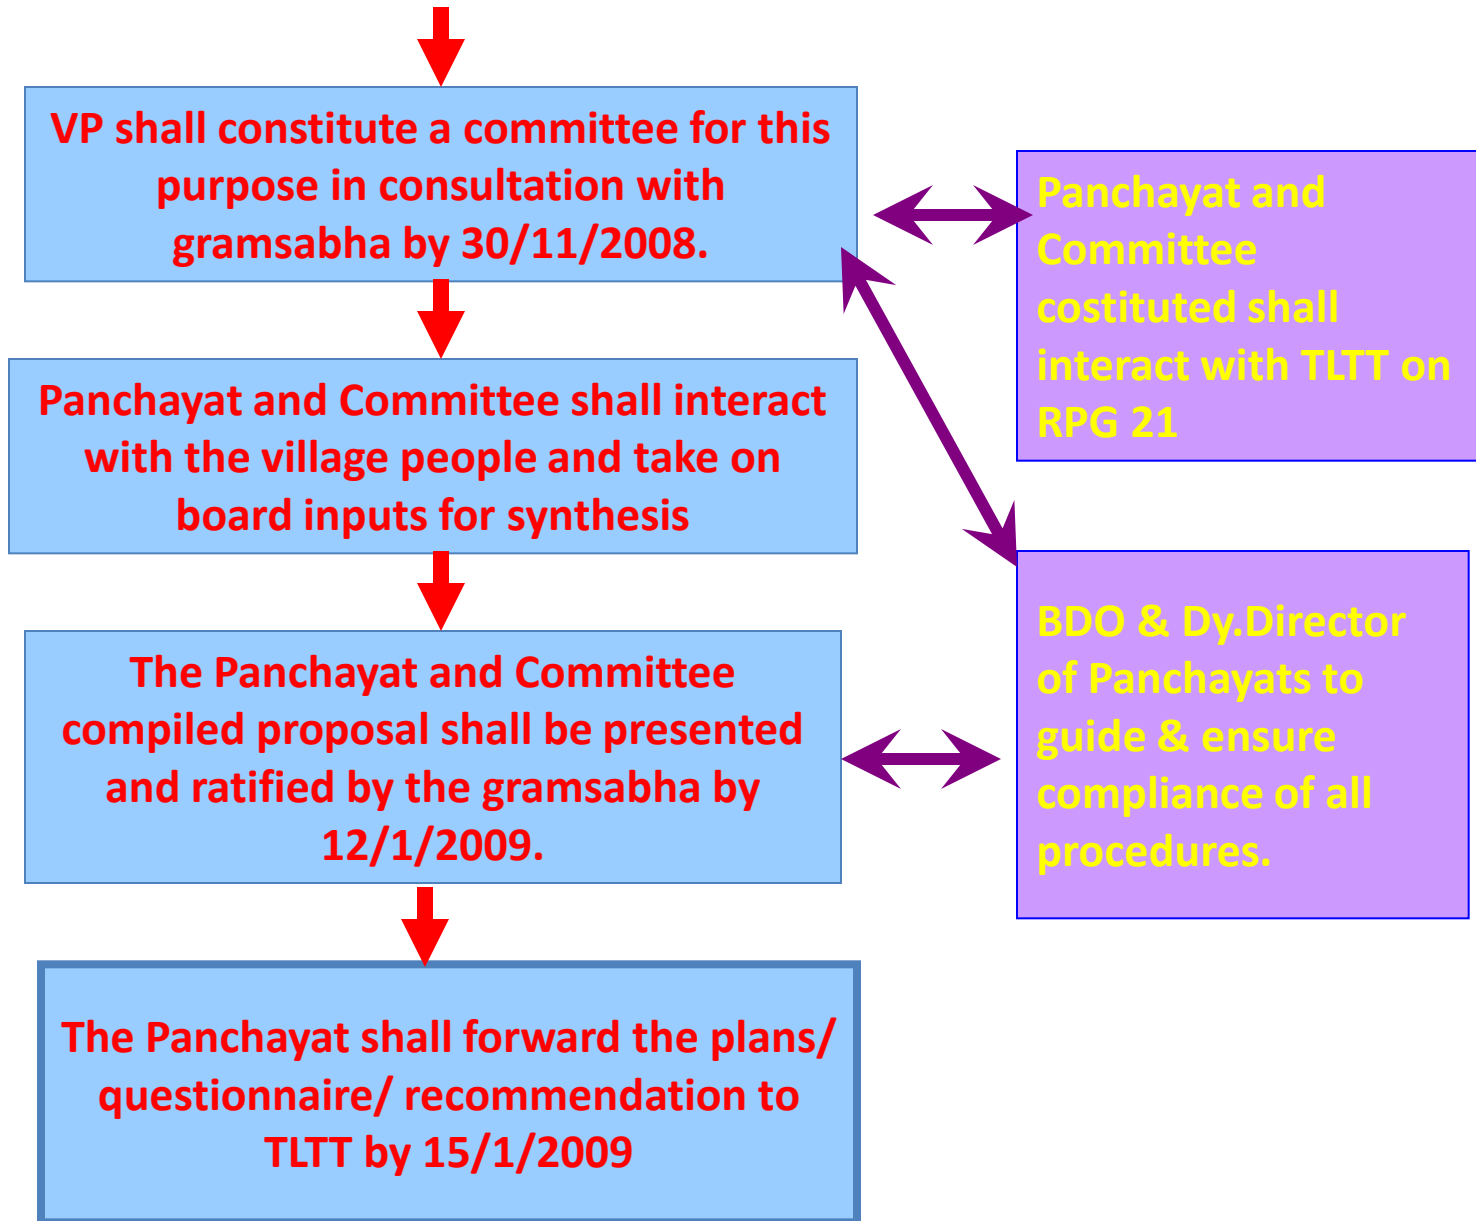 VP shall constitute a committee for this
purpose in consultation with
gramsabha by 30/11/2008.
Panchayat and
Committee
costituted shall
interact with TLTT on
RPG 21
Panchayat and Committee shall interact
with the village people and take on
board inputs for synthesis
BDO & Dy.Director
of Panchayats to
guide & ensure
compliance of all
procedures.
The Panchayat and Committee
compiled proposal shall be presented
and ratified by the gramsabha by
12/1/2009.
The Panchayat shall forward the plans/
questionnaire/ recommendation to
TLTT by 15/1/2009